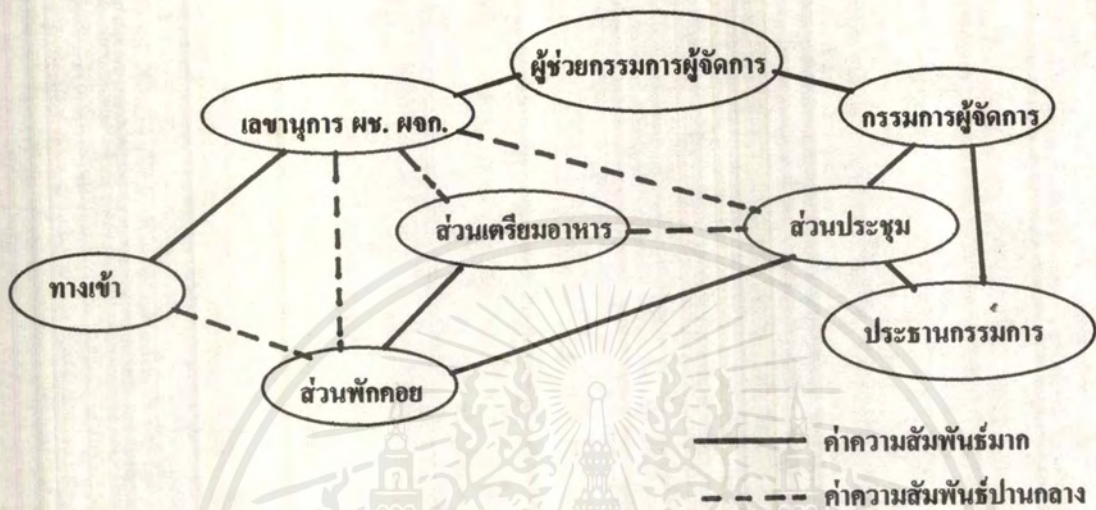 ผู้ช่วยกรรมการผู้จัดการ
เลขานุการ ผช. ผจก.
กรรมการผู้จัดการ
ส่วนเตรียมอาหาร
ส่วนประชุม
ทางเข้า
ประธานกรรมการ
ส่วนพักคอย
ค่าความสัมพันธ์มาก
ค่าความสัมพันธ์ปานกลาง